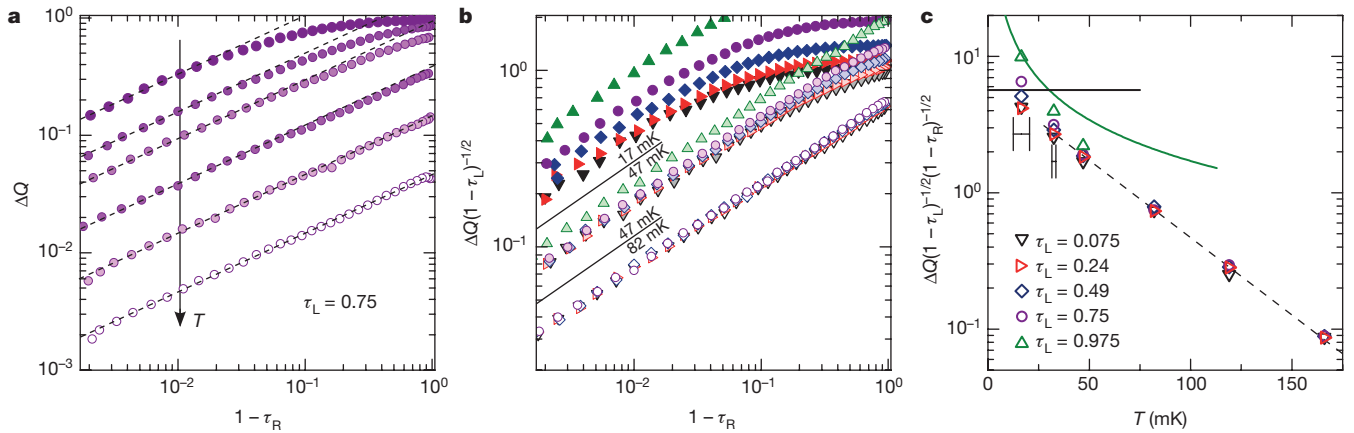 a
ΔQ
10⁰
10⁻¹
10⁻²
10⁻³
10⁻²
10⁻¹
10⁰
1 − τR
T
τL = 0.75
b
ΔQ(1 − τL)⁻¹/²
10⁰
10⁻¹
10⁻²
10⁻¹
10⁰
1 − τR
17 mK
47 mK
47 mK
82 mK
c
ΔQ(1 − τL)⁻¹/²(1 − τR)⁻¹/²
10¹
10⁰
10⁻¹
0
50
100
150
T (mK)
τL = 0.075
τL = 0.24
τL = 0.49
τL = 0.75
τL = 0.975